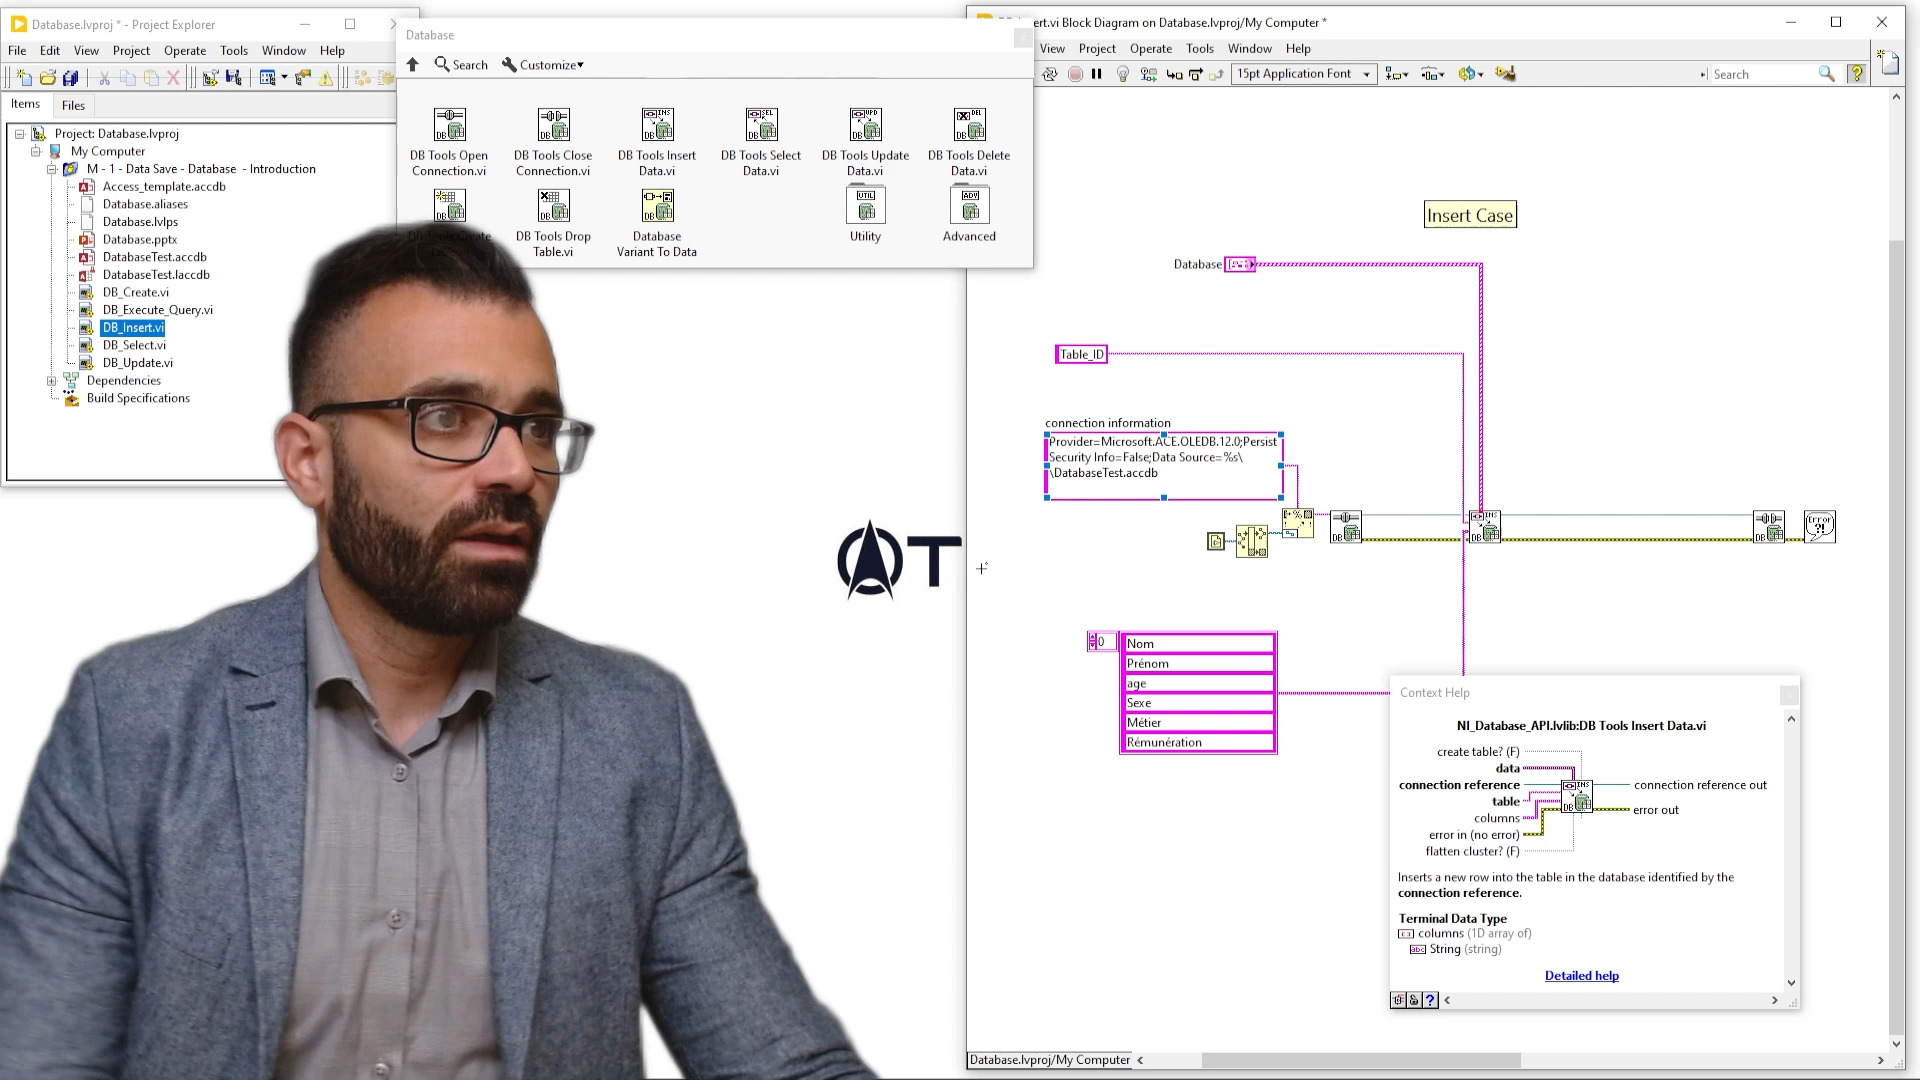 Database.lvproj * - Project Explorer
File Edit View Project Operate Tools Window Help
Items Files
Project: Database.lvproj
My Computer
M - 1 - Data Save - Database - Introduction
Access_template.accdb
Database.aliases
Database.lvlps
Database.pptx
DatabaseTest.accdb
DatabaseTest.laccdb
DB_Create.vi
DB_Execute_Query.vi
DB_Insert.vi
DB_Select.vi
DB_Update.vi
Dependencies
Build Specifications
Database
Search Customize
DB Tools Open Connection.vi
DB Tools Close Connection.vi
DB Tools Insert Data.vi
DB Tools Select Data.vi
DB Tools Update Data.vi
DB Tools Delete Data.vi
DB Tools Drop Table.vi
Database Variant To Data
Utility
Advanced
ert.vi Block Diagram on Database.lvproj/My Computer *
View Project Operate Tools Window Help
15pt Application Font
Search
Insert Case
Database
Table_ID
connection information
Provider=Microsoft.ACE.OLEDB.12.0;Persist
Security Info=False;Data Source=%s\
\DatabaseTest.accdb
0
Nom
Prénom
age
Sexe
Métier
Rémunération
Context Help
NI_Database_API.lvlib:DB Tools Insert Data.vi
create table? (F)
data
connection reference
table
columns
error in (no error)
flatten cluster? (F)
connection reference out
error out
Inserts a new row into the table in the database identified by the
connection reference.
Terminal Data Type
columns (1D array of)
String (string)
Detailed help
Database.lvproj/My Computer